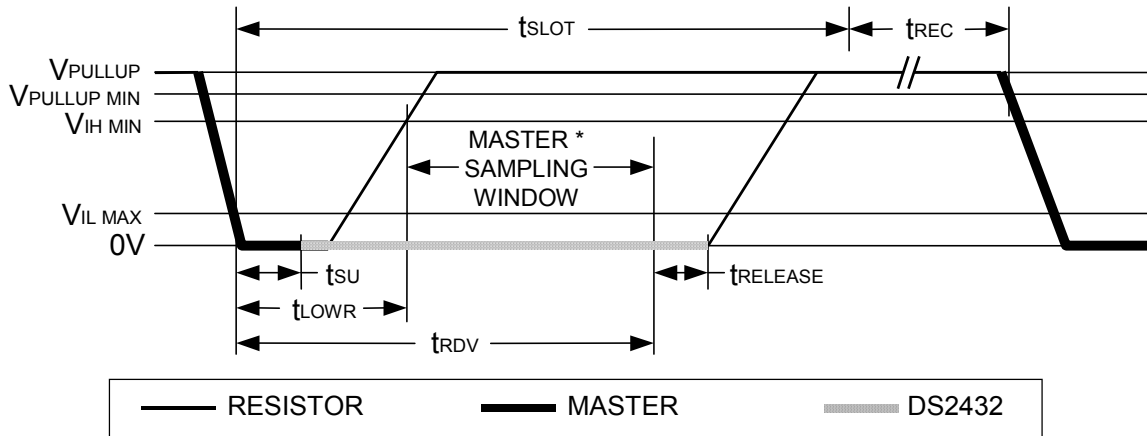 tSLOT
tREC
VPULLUP
VPULLUP MIN
VIH MIN
MASTER *
SAMPLING
WINDOW
VIL MAX
0V
tSU
tRELEASE
tLOWR
tRDV
RESISTOR
MASTER
DS2432